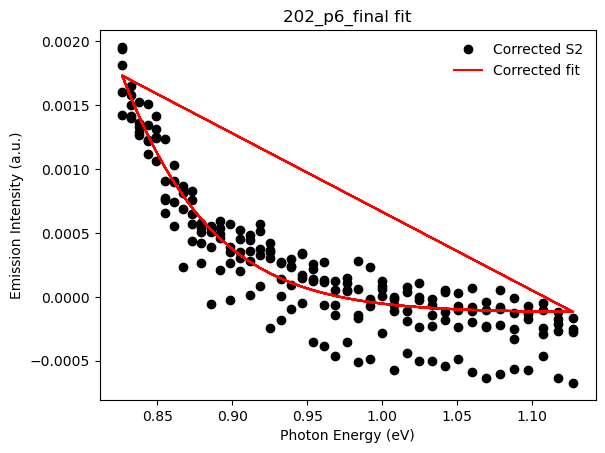 202_p6_final fit
Corrected S2
Corrected fit
Emission Intensity (a.u.)
0.0020
0.0015
0.0010
0.0005
0.0000
−0.0005
0.85
0.90
0.95
1.00
1.05
1.10
Photon Energy (eV)